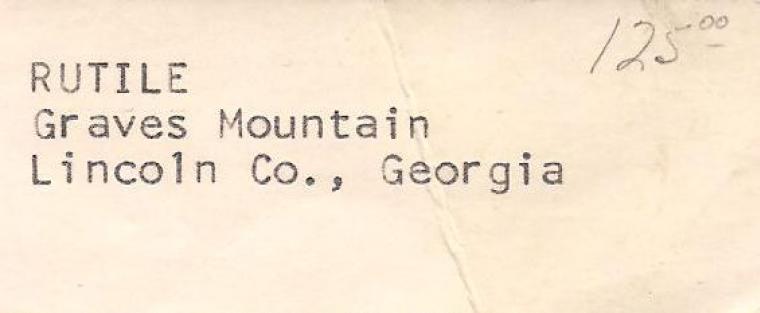 125.00
RUTILE
Graves Mountain
Lincoln Co., Georgia